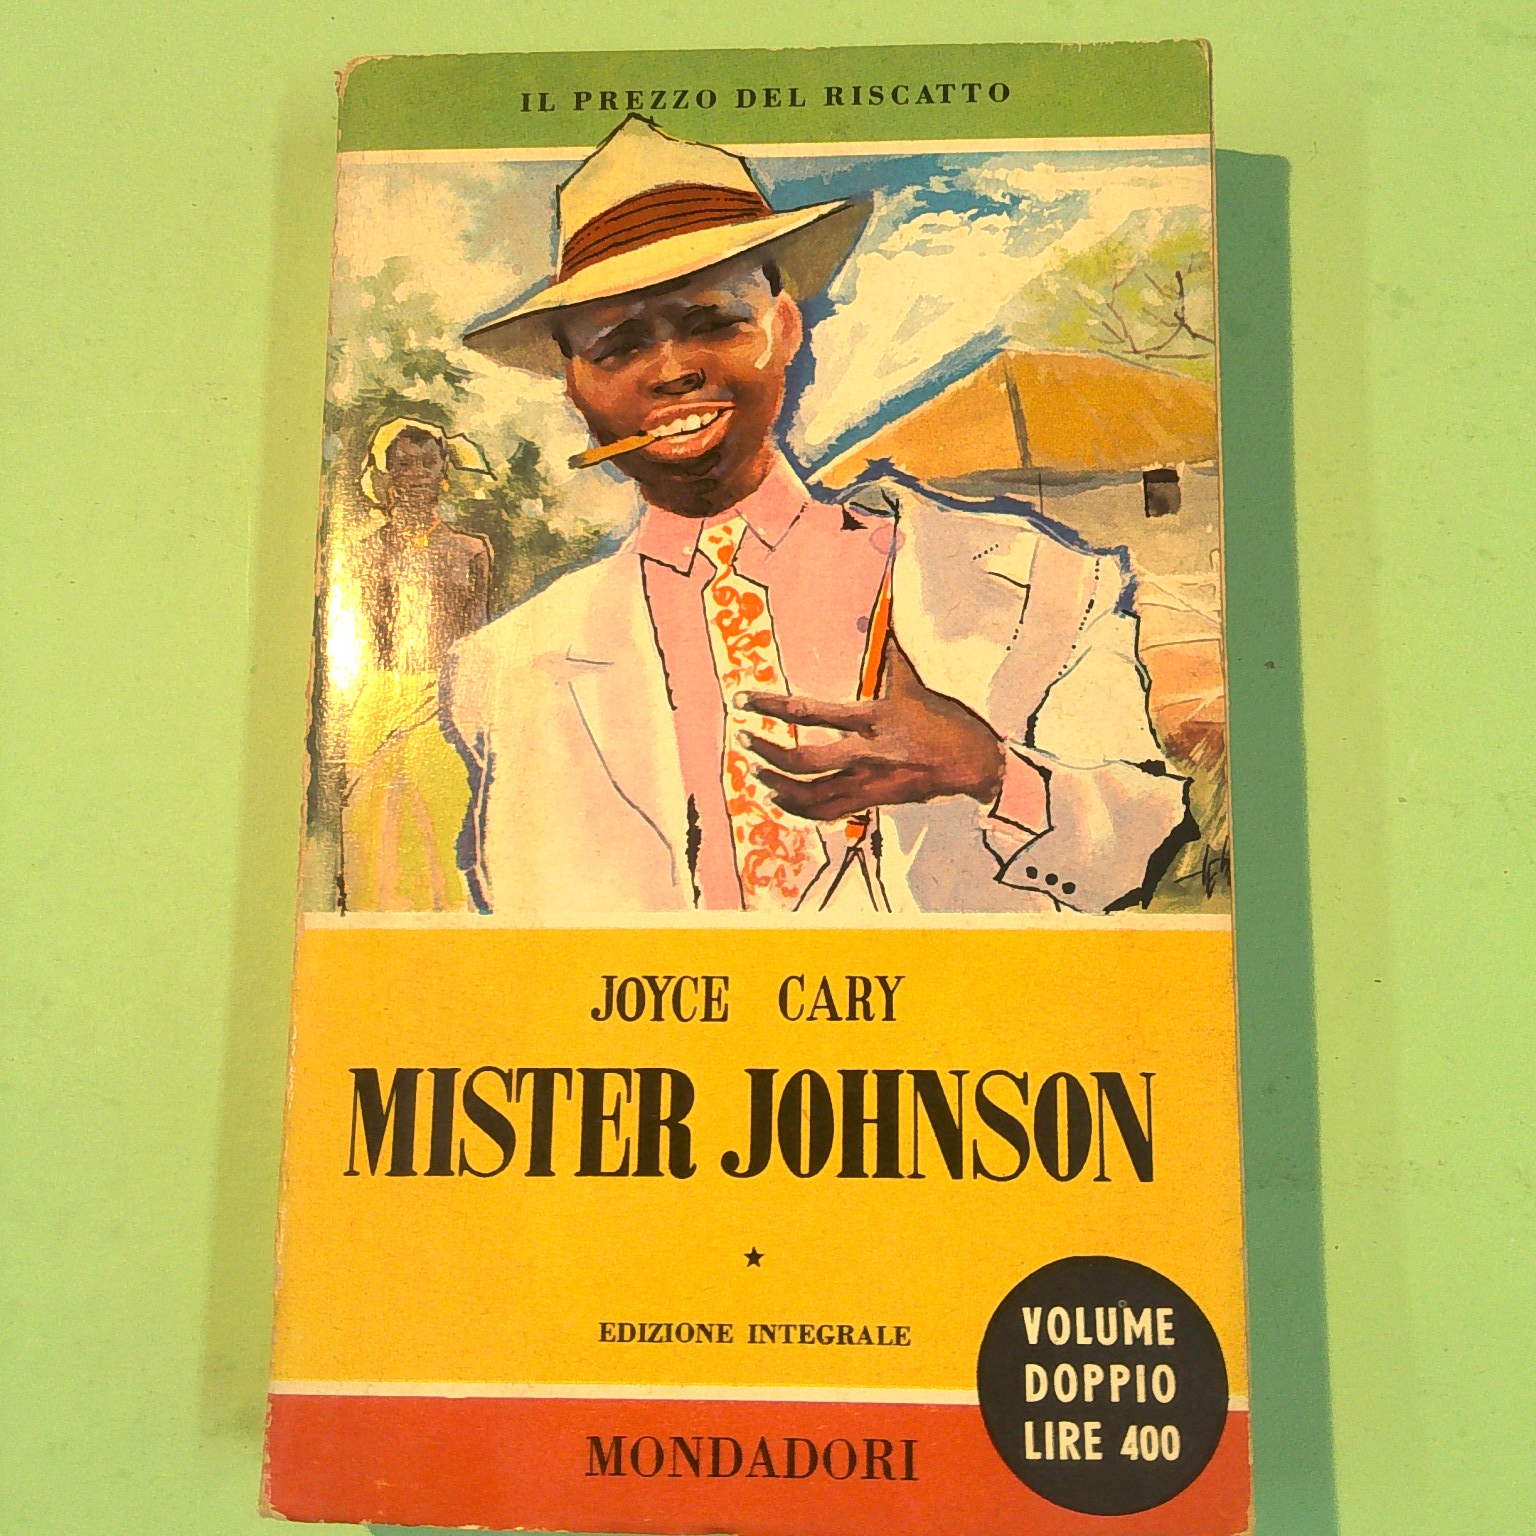 IL PREZZO DEL RISCATTO
JOYCE CARY
MISTER JOHNSON
EDIZIONE INTEGRALE
VOLUME
DOPPIO
LIRE 400
MONDADORI